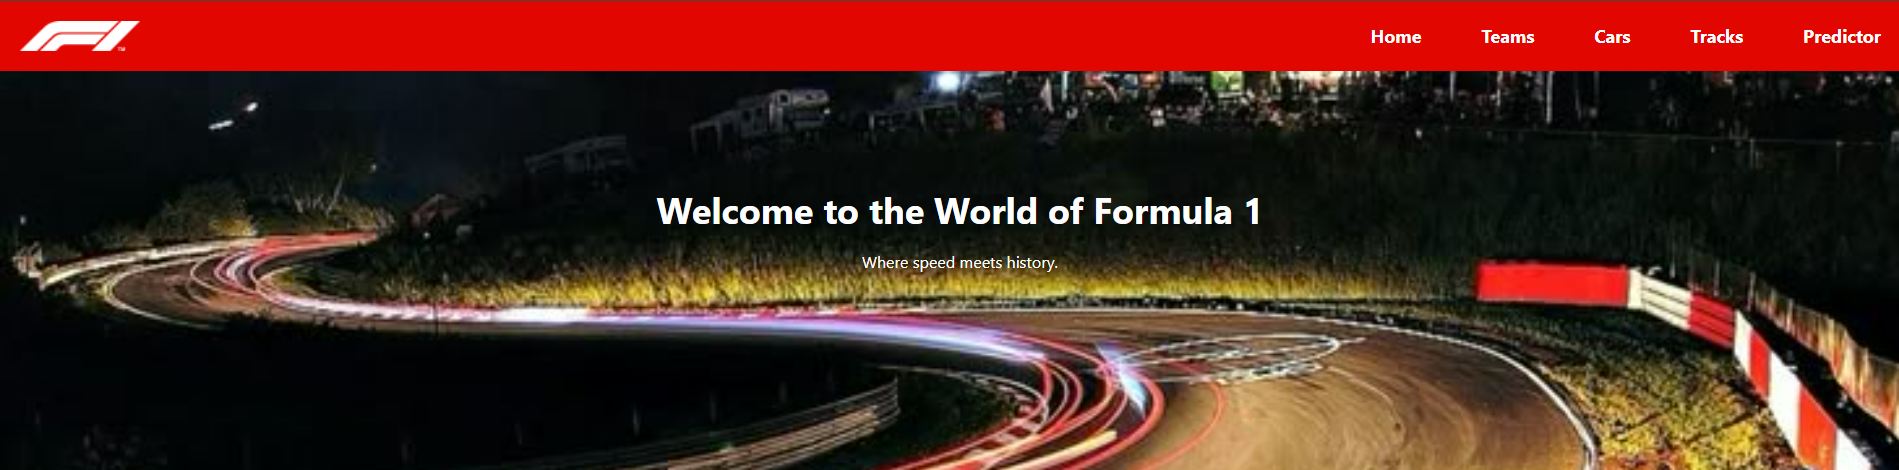 F1
Home Teams Cars Tracks Predictor
Welcome to the World of Formula 1
Where speed meets history.